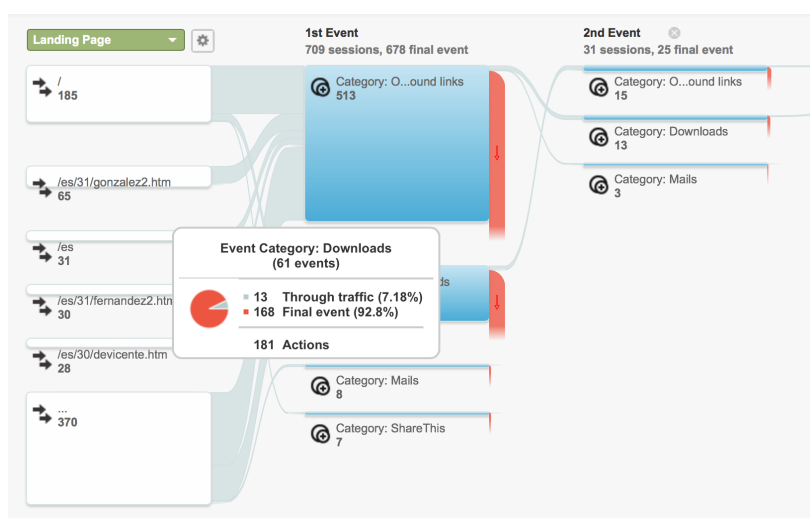 Landing Page
1st Event
709 sessions, 678 final event
2nd Event
31 sessions, 25 final event
/
185
/es/31/gonzalez2.htm
65
/es
31
/es/31/fernandez2.htm
30
/es/30/devicente.htm
28
...
370
Category: O...ound links
513
Event Category: Downloads
(61 events)
13 Through traffic (7.18%)
168 Final event (92.8%)
181 Actions
ds
Category: Mails
8
Category: ShareThis
7
Category: O...ound links
15
Category: Downloads
13
Category: Mails
3